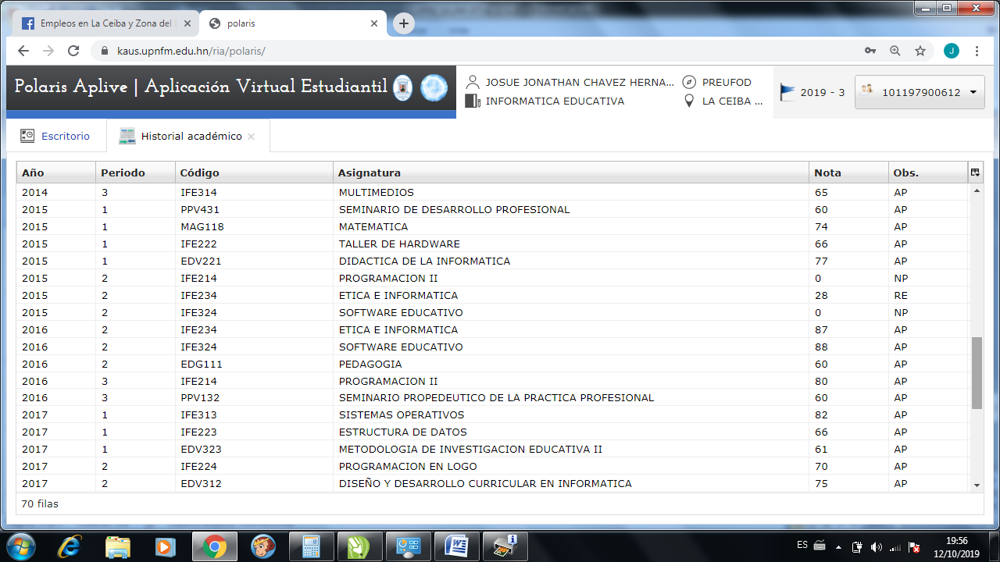 Empleos en La Ceiba y Zona del
polaris
kaus.upnfm.edu.hn/ria/polaris/
J
Polaris Aplive | Aplicación Virtual Estudiantil
JOSUE JONATHAN CHAVEZ HERNA... PREUFOD
INFORMATICA EDUCATIVA LA CEIBA ...
2019 - 3
101197900612
Escritorio
Historial académico
Año Periodo Código Asignatura Nota Obs.
2014 3 IFE314 MULTIMEDIOS 65 AP
2015 1 PPV431 SEMINARIO DE DESARROLLO PROFESIONAL 60 AP
2015 1 MAG118 MATEMATICA 74 AP
2015 1 IFE222 TALLER DE HARDWARE 66 AP
2015 1 EDV221 DIDACTICA DE LA INFORMATICA 77 AP
2015 2 IFE214 PROGRAMACION II 0 NP
2015 2 IFE234 ETICA E INFORMATICA 28 RE
2015 2 IFE324 SOFTWARE EDUCATIVO 0 NP
2016 2 IFE234 ETICA E INFORMATICA 87 AP
2016 2 IFE324 SOFTWARE EDUCATIVO 88 AP
2016 2 EDG111 PEDAGOGIA 60 AP
2016 3 IFE214 PROGRAMACION II 80 AP
2016 3 PPV132 SEMINARIO PROPEDEUTICO DE LA PRACTICA PROFESIONAL 60 AP
2017 1 IFE313 SISTEMAS OPERATIVOS 82 AP
2017 1 IFE223 ESTRUCTURA DE DATOS 66 AP
2017 1 EDV323 METODOLOGIA DE INVESTIGACION EDUCATIVA II 61 AP
2017 2 IFE224 PROGRAMACION EN LOGO 70 AP
2017 2 EDV312 DISEÑO Y DESARROLLO CURRICULAR EN INFORMATICA 75 AP
70 filas
ES
19:56
12/10/2019